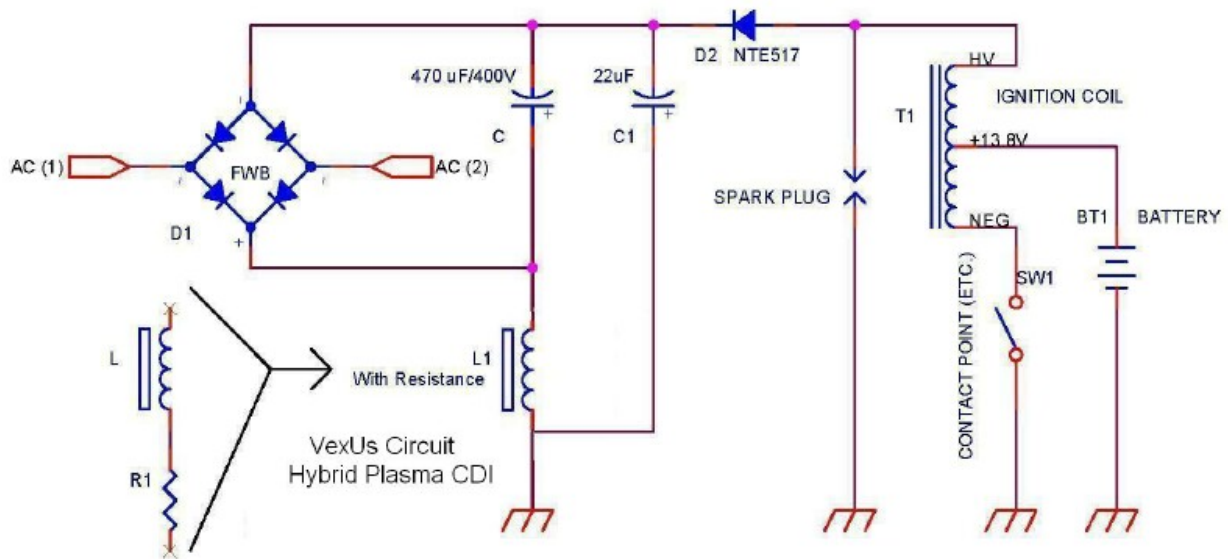 D2 NTE517
470 uF/400V
22uF
HV
IGNITION COIL
T1
C
C1
+13.8V
AC (1)
FWB
AC (2)
SPARK PLUG
NEG
BT1 BATTERY
D1
+
SW1
CONTACT POINT (ETC.)
L
L1
With Resistance
VexUs Circuit
Hybrid Plasma CDI
R1